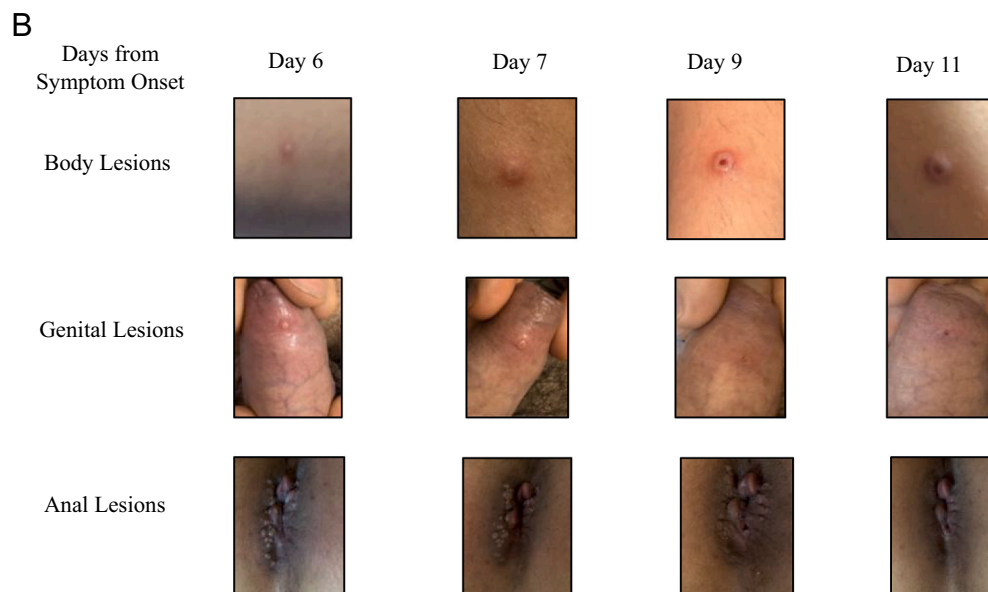 B
Days from
Symptom Onset
Day 6
Day 7
Day 9
Day 11
Body Lesions
Genital Lesions
Anal Lesions